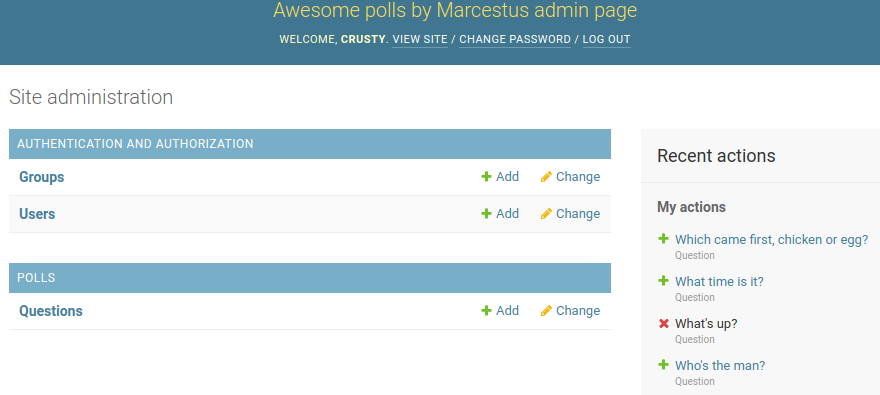 Awesome polls by Marcestus admin page
WELCOME, CRUSTY. VIEW SITE / CHANGE PASSWORD / LOG OUT
Site administration
AUTHENTICATION AND AUTHORIZATION
Groups Add Change
Users Add Change
POLLS
Questions Add Change
Recent actions
My actions
Which came first, chicken or egg?
Question
What time is it?
Question
What's up?
Question
Who's the man?
Question